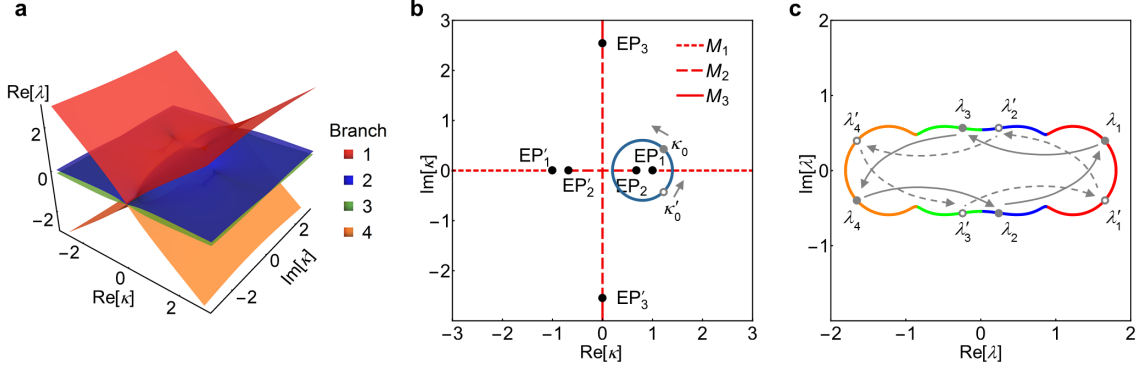 a
Re[λ]
2
0
−2
−2
0
2
Re[κ]
−2
0
2
Im[κ]
Branch
1
2
3
4
b
Im[κ]
3
2
1
0
−1
−2
−3
−2
−1
0
1
2
3
Re[κ]
EP₃
M₁
M₂
M₃
κ₀
EP′₁
EP₁
EP′₂
EP₂
κ′₀
EP′₃
c
Im[λ]
2
1
0
−1
−2
−1
0
1
2
Re[λ]
λ′₄
λ₃
λ′₂
λ₁
λ₄
λ′₃
λ₂
λ′₁